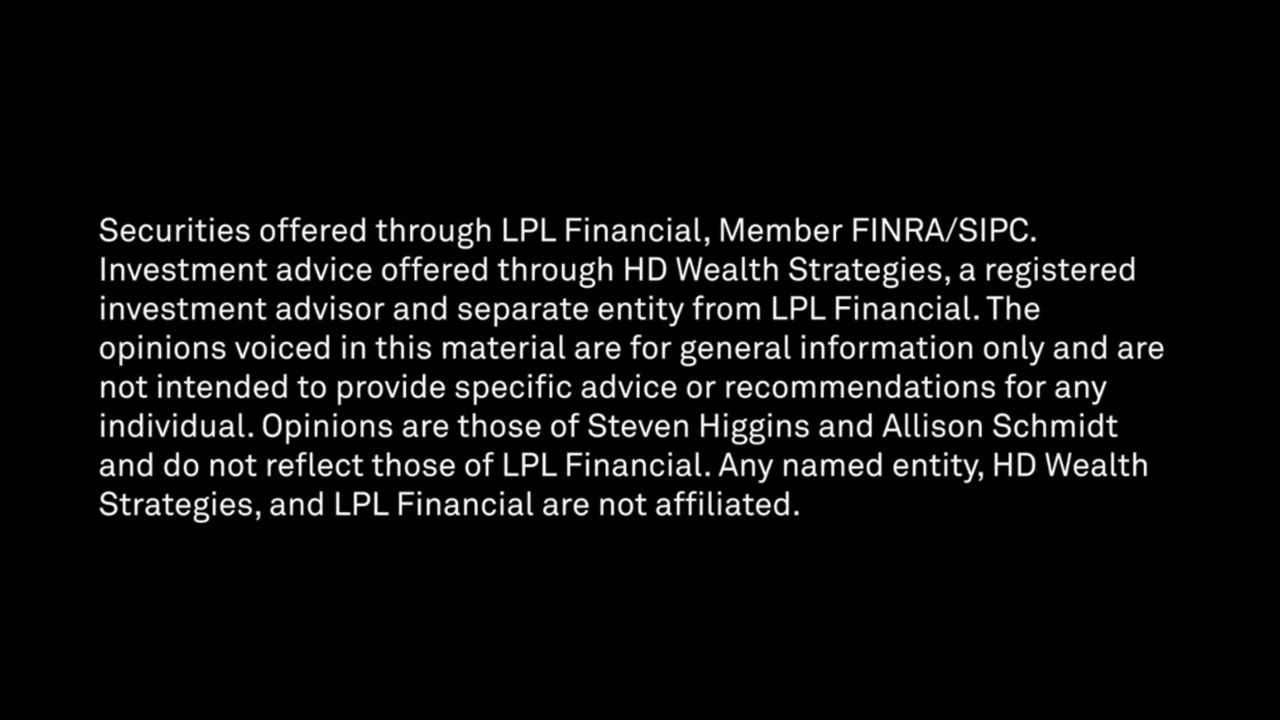 Securities offered through LPL Financial, Member FINRA/SIPC.
Investment advice offered through HD Wealth Strategies, a registered
investment advisor and separate entity from LPL Financial. The
opinions voiced in this material are for general information only and are
not intended to provide specific advice or recommendations for any
individual. Opinions are those of Steven Higgins and Allison Schmidt
and do not reflect those of LPL Financial. Any named entity, HD Wealth
Strategies, and LPL Financial are not affiliated.